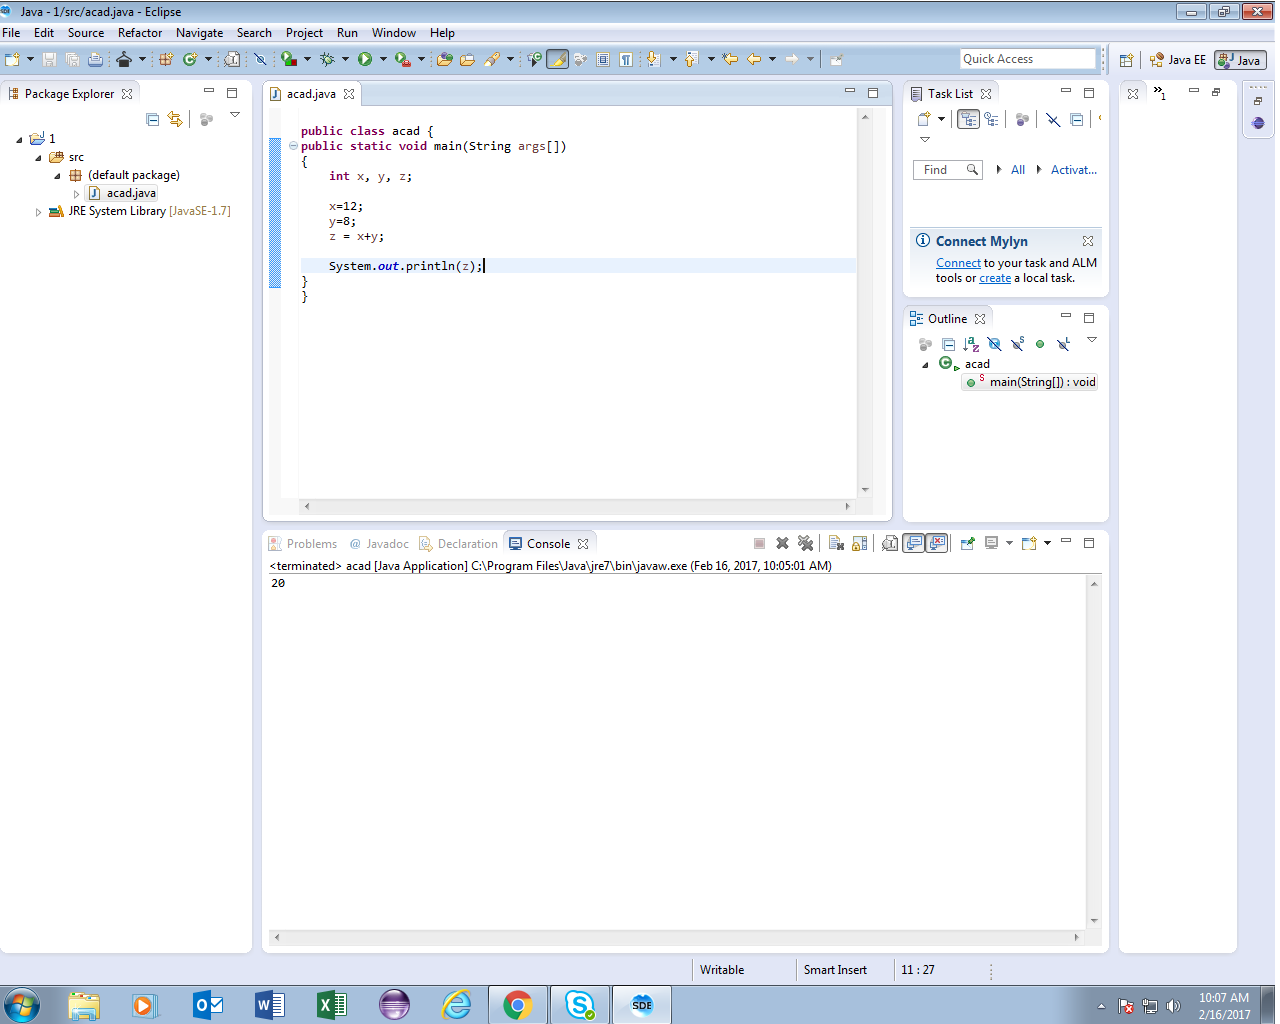 Java - 1/src/acad.java - Eclipse
File Edit Source Refactor Navigate Search Project Run Window Help
Quick Access
Java EE
Java
Package Explorer
1
src
(default package)
acad.java
JRE System Library [JavaSE-1.7]
acad.java
public class acad {
public static void main(String args[])
{
int x, y, z;
x=12;
y=8;
z = x+y;
System.out.println(z);
}
}
Task List
Find
All
Activat...
Connect Mylyn
Connect to your task and ALM
tools or create a local task.
Outline
acad
main(String[]) : void
1
Problems @ Javadoc Declaration Console
<terminated> acad [Java Application] C:\Program Files\Java\jre7\bin\javaw.exe (Feb 16, 2017, 10:05:01 AM)
20
Writable Smart Insert 11 : 27
SDE
10:07 AM
2/16/2017